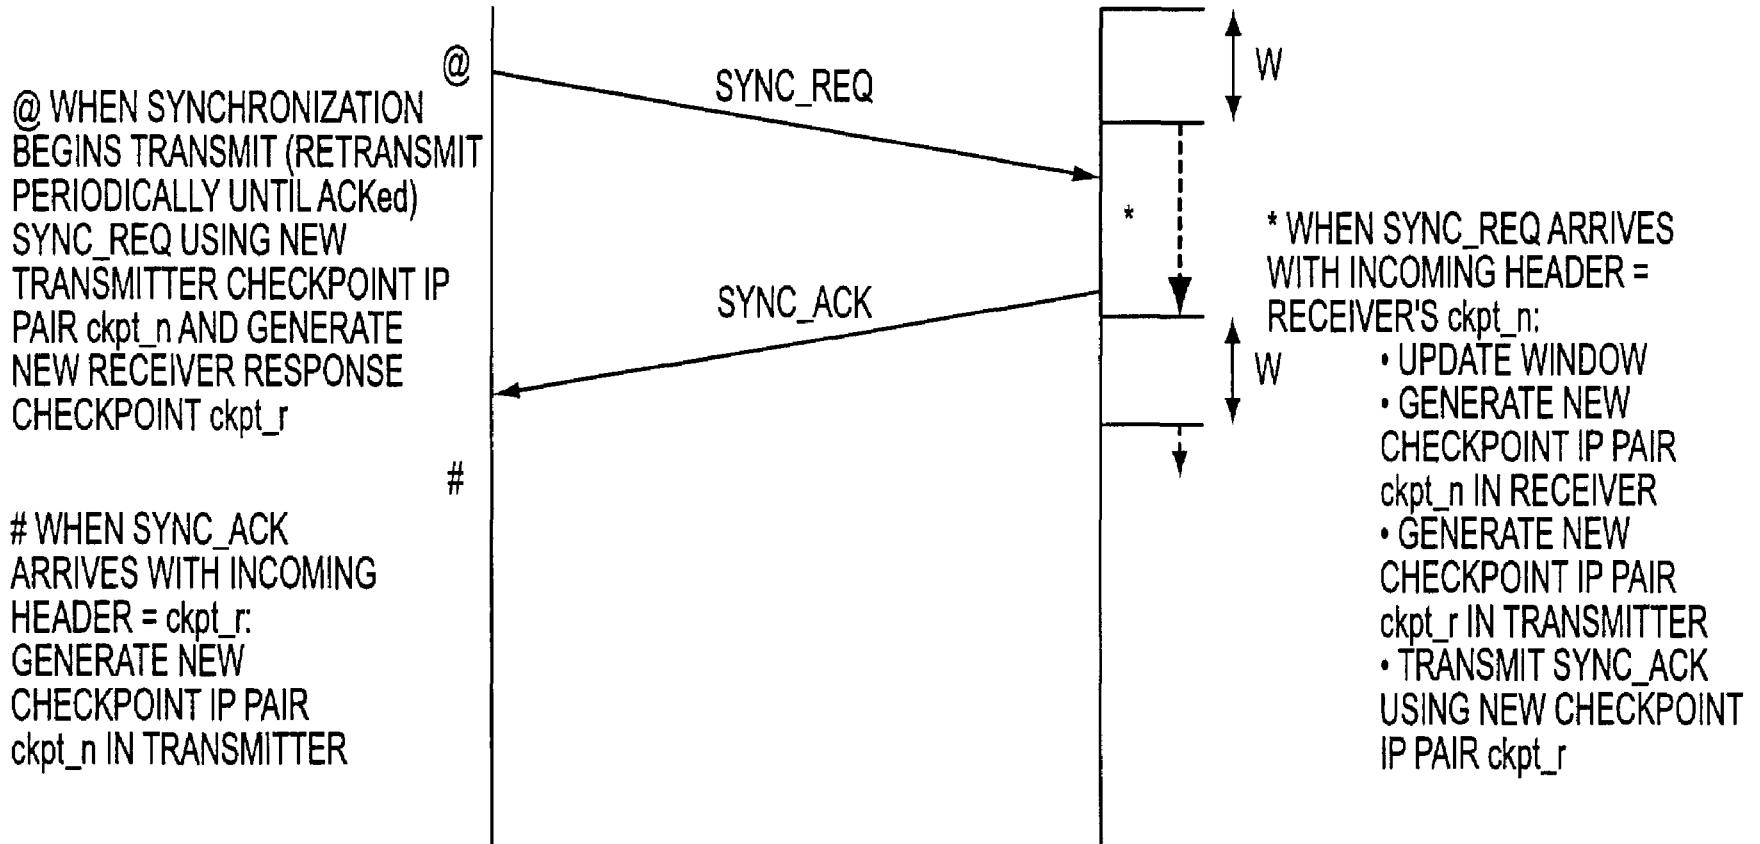 @
@ WHEN SYNCHRONIZATION
BEGINS TRANSMIT (RETRANSMIT
PERIODICALLY UNTIL ACKed)
SYNC_REQ USING NEW
TRANSMITTER CHECKPOINT IP
PAIR ckpt_n AND GENERATE
NEW RECEIVER RESPONSE
CHECKPOINT ckpt_r
#
# WHEN SYNC_ACK
ARRIVES WITH INCOMING
HEADER = ckpt_r:
GENERATE NEW
CHECKPOINT IP PAIR
ckpt_n IN TRANSMITTER
SYNC_REQ
SYNC_ACK
W
*
W
* WHEN SYNC_REQ ARRIVES
WITH INCOMING HEADER =
RECEIVER'S ckpt_n:
• UPDATE WINDOW
• GENERATE NEW
CHECKPOINT IP PAIR
ckpt_n IN RECEIVER
• GENERATE NEW
CHECKPOINT IP PAIR
ckpt_r IN TRANSMITTER
• TRANSMIT SYNC_ACK
USING NEW CHECKPOINT
IP PAIR ckpt_r